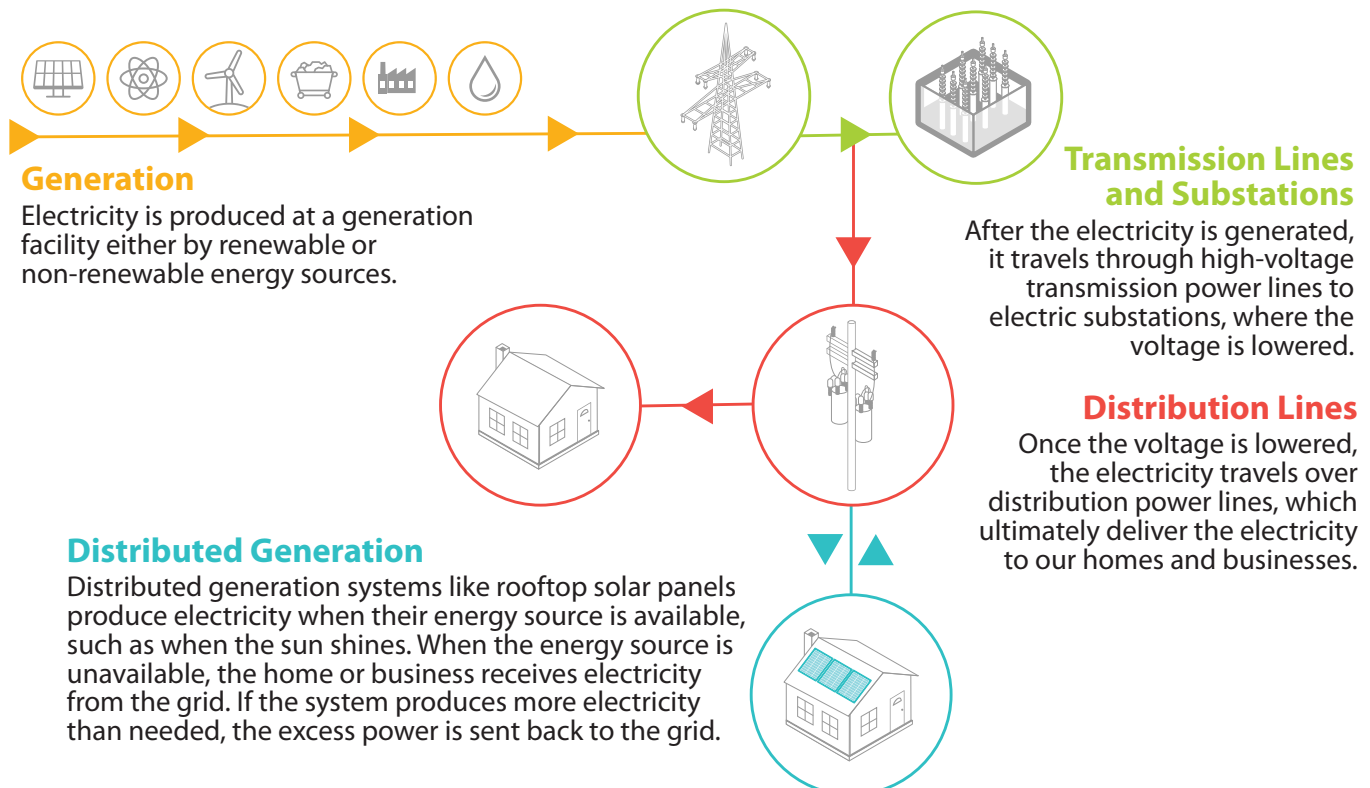 Generation
Electricity is produced at a generation
facility either by renewable or
non-renewable energy sources.
Transmission Lines
and Substations
After the electricity is generated,
it travels through high-voltage
transmission power lines to
electric substations, where the
voltage is lowered.
Distribution Lines
Once the voltage is lowered,
the electricity travels over
distribution power lines, which
ultimately deliver the electricity
to our homes and businesses.
Distributed Generation
Distributed generation systems like rooftop solar panels
produce electricity when their energy source is available,
such as when the sun shines. When the energy source is
unavailable, the home or business receives electricity
from the grid. If the system produces more electricity
than needed, the excess power is sent back to the grid.